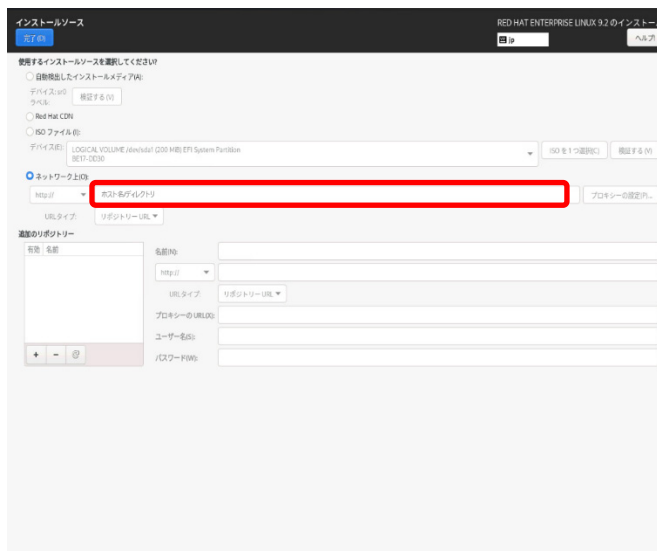 インストールソース
RED HAT ENTERPRISE LINUX 9.2 のインストー
完了(D)
jp
ヘルプ
使用するインストールソースを選択してください?
自動検出したインストールメディア(A):
デバイス: sr0
ラベル:
検証する(V)
Red Hat CDN
ISO ファイル(I):
デバイス(E):
LOGICAL VOLUME /dev/sda1 (200 MiB) EFI System Partition
BE17-DD30
ISO を 1 つ選択(C)
検証する(V)
ネットワーク上(O):
http://
ホスト名/ディレクトリ
プロキシーの設定(P)...
URLタイプ:
リポジトリー URL
追加のリポジトリー
有効 名前
名前(N):
http://
URL タイプ:
リポジトリー URL
プロキシーの URL(X):
ユーザー名(S):
パスワード(W):